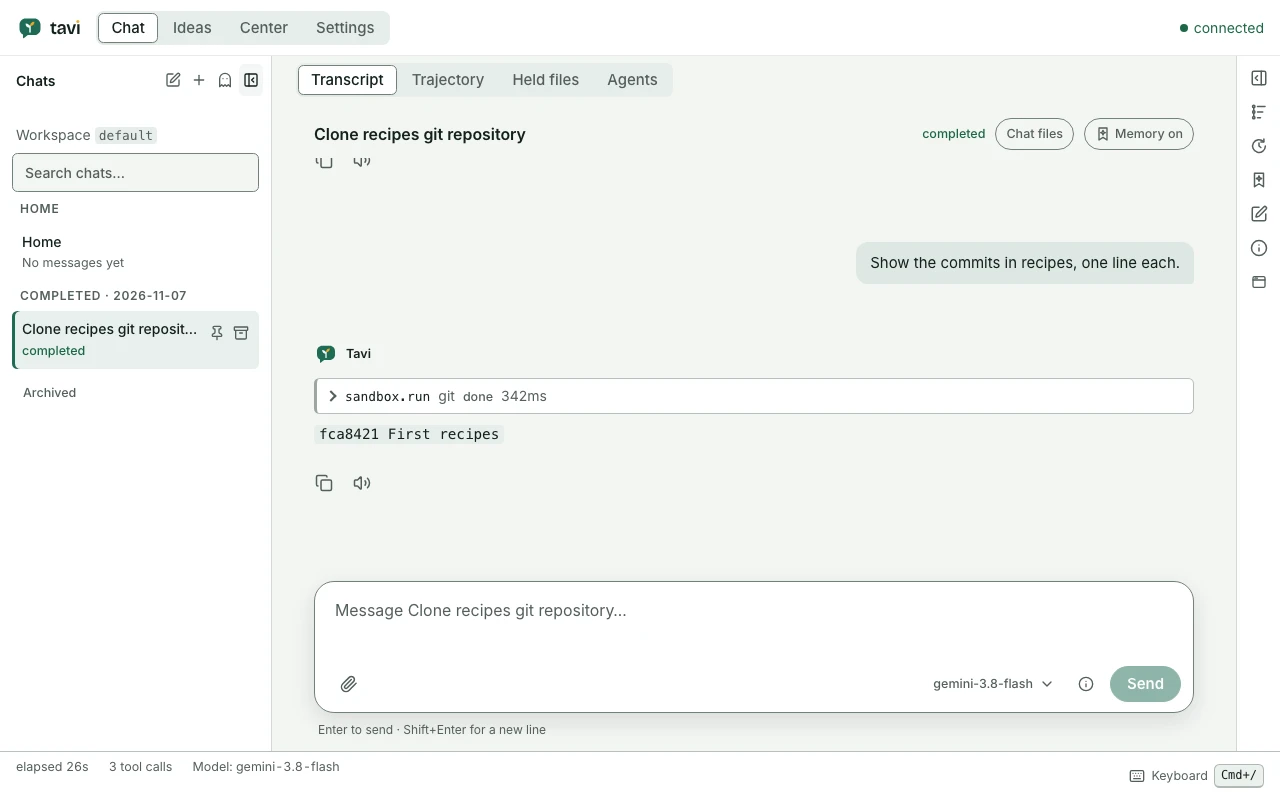 tavi
Chat Ideas Center Settings
connected
Chats
Workspace default
Search chats...
HOME
Home
No messages yet
COMPLETED · 2026-11-07
Clone recipes git reposit...
completed
Archived
Transcript Trajectory Held files Agents
Clone recipes git repository
completed Chat files Memory on
Show the commits in recipes, one line each.
Tavi
sandbox.run git done 342ms
fca8421 First recipes
Message Clone recipes git repository...
gemini-3.8-flash Send
Enter to send · Shift+Enter for a new line
elapsed 26s 3 tool calls Model: gemini-3.8-flash
Keyboard Cmd+/